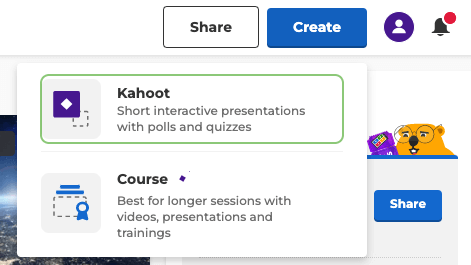 Share
Create
Kahoot
Short interactive presentations
with polls and quizzes
Course
Best for longer sessions with
videos, presentations and
trainings
Share